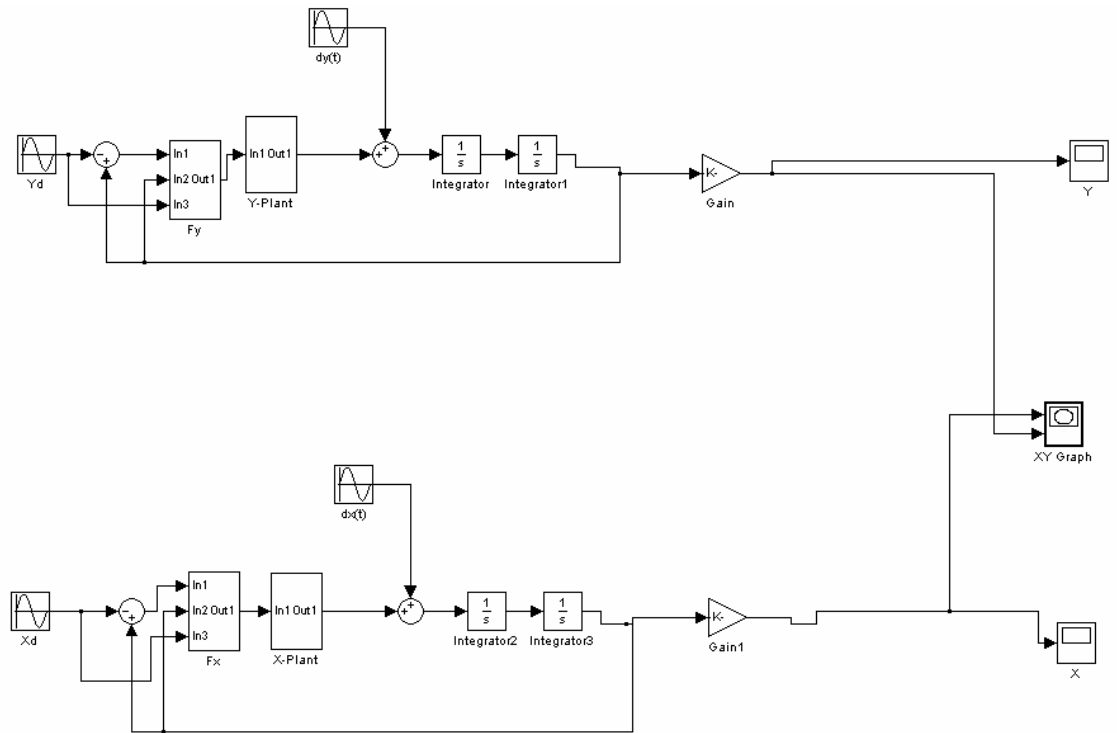 dy(t)
Yd
In1
In2 Out1
In3
Fy
In1 Out1
Y-Plant
1
s
Integrator
1
s
Integrator1
K-
Gain
Y
XY Graph
dx(t)
Xd
In1
In2 Out1
In3
Fx
In1 Out1
X-Plant
1
s
Integrator2
1
s
Integrator3
K-
Gain1
X